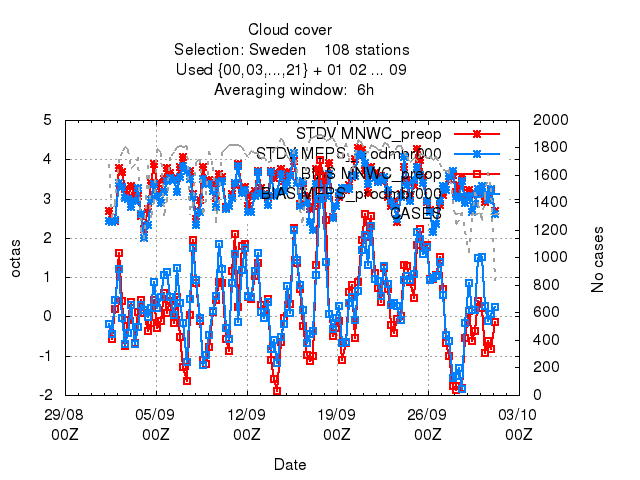 Cloud cover
Selection: Sweden 108 stations
Used {00,03,...,21} + 01 02 ... 09
Averaging window: 6h
STDV MNWC_preop
STDV MEPS_prodmbr000
BIAS MNWC_preop
BIAS MEPS_prodmbr000
CASES
5
4
3
2
1
0
-1
-2
octas
2000
1800
1600
1400
1200
1000
800
600
400
200
0
No cases
29/08 05/09 12/09 19/09 26/09 03/10
00Z 00Z 00Z 00Z 00Z 00Z
Date